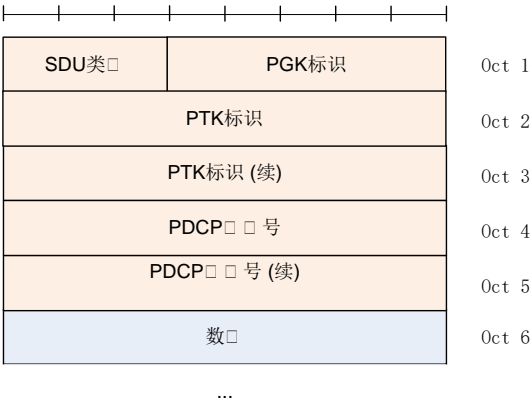 SDU类□ PGK标识 Oct 1
PTK标识 Oct 2
PTK标识 (续) Oct 3
PDCP□□号 Oct 4
PDCP□□号 (续) Oct 5
数□ Oct 6
...